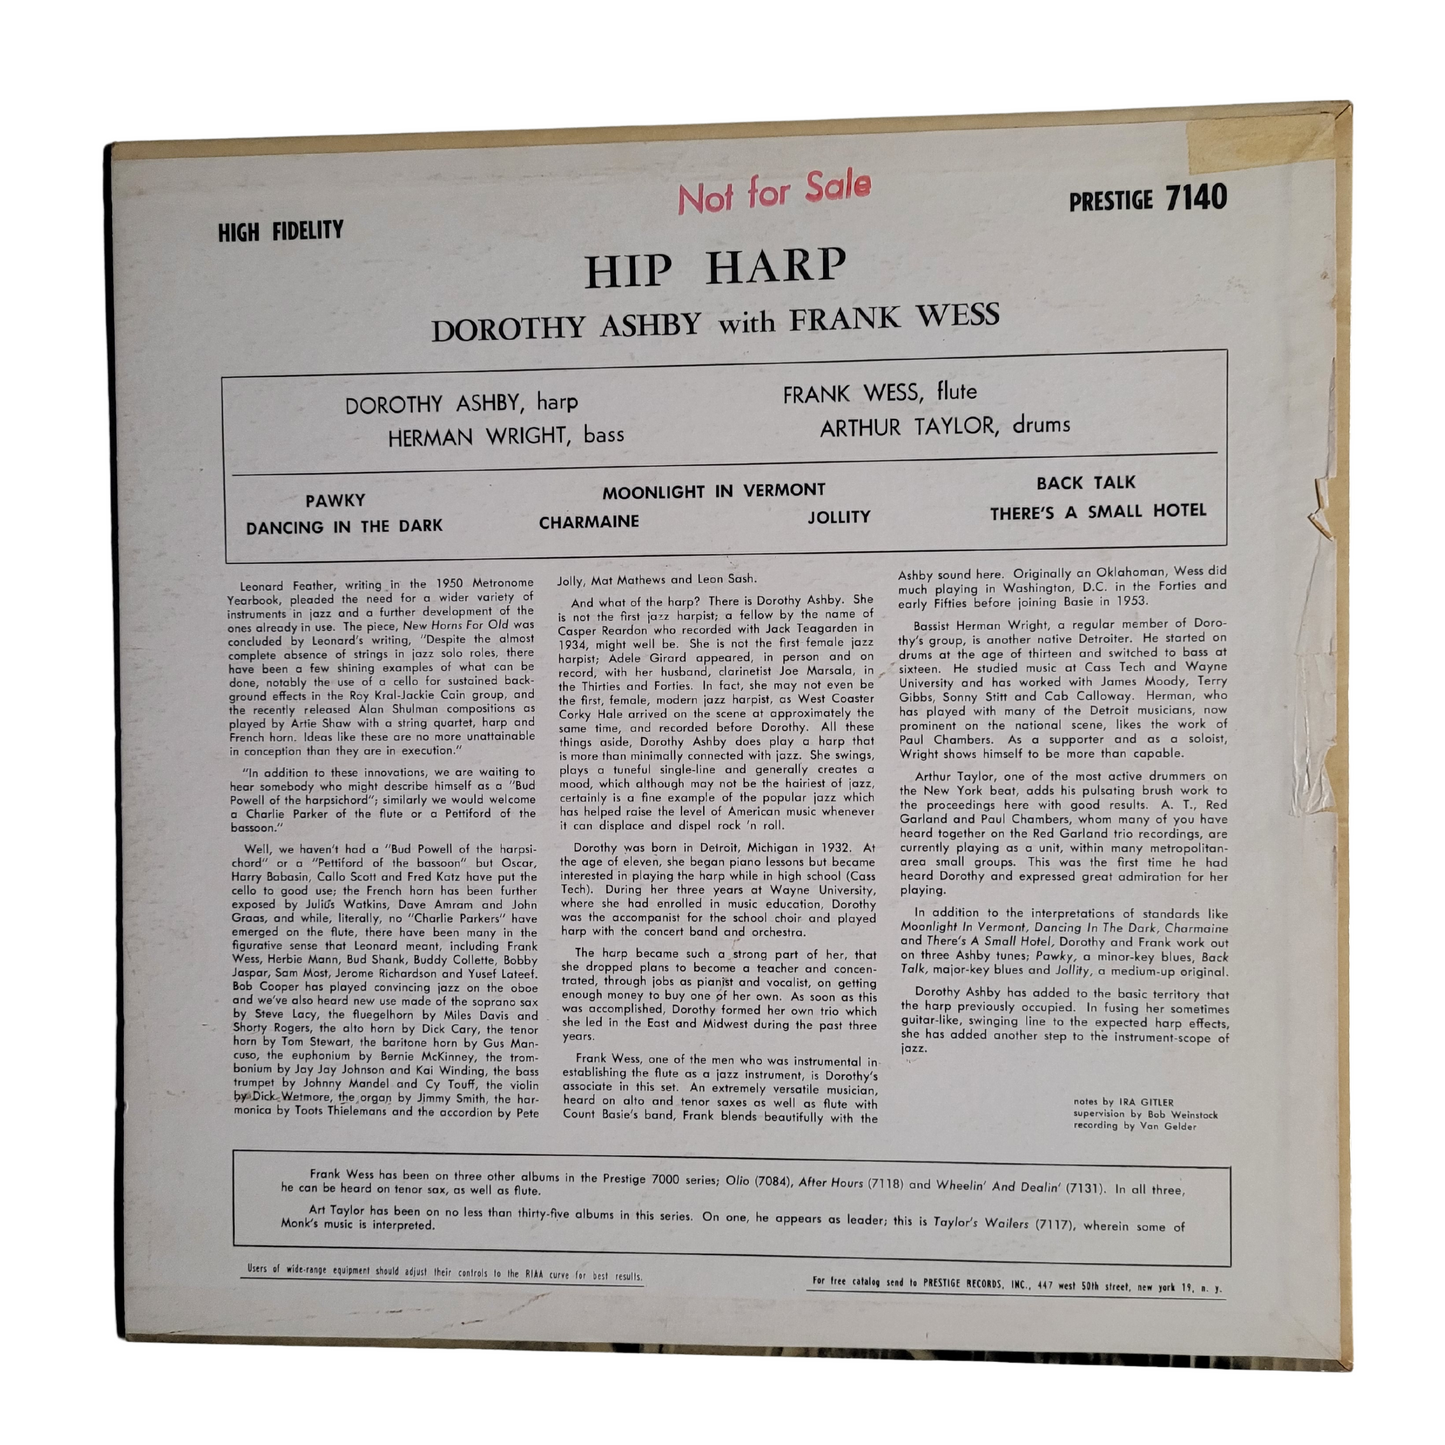 Not for Sale
HIGH FIDELITY
PRESTIGE 7140
HIP HARP
DOROTHY ASHBY with FRANK WESS
DOROTHY ASHBY, harp
FRANK WESS, flute
HERMAN WRIGHT, bass
ARTHUR TAYLOR, drums
PAWKY
MOONLIGHT IN VERMONT
BACK TALK
DANCING IN THE DARK
CHARMAINE
JOLLITY
THERE'S A SMALL HOTEL
Leonard Feather, writing in the 1950 Metronome
Yearbook, pleaded the need for a wider variety of
instruments in jazz and a further development of the
ones already in use. The piece, New Horns For Old was
concluded by Leonard's writing, "Despite the almost
complete absence of strings in jazz solo roles, there
have been a few shining examples of what can be
done, notably the use of a cello for sustained back-
ground effects in the Roy Kral-Jackie Cain group, and
the recently released Alan Shulman compositions as
played by Artie Shaw with a string quartet, harp and
French horn. Ideas like these are no more unattainable
in conception than they are in execution."
"In addition to these innovations, we are waiting to
hear somebody who might describe himself as a "Bud
Powell of the harpsichord"; similarly we would welcome
a Charlie Parker of the flute or a Pettiford of the
bassoon."
Well, we haven't had a "Bud Powell of the harpsi-
chord" or a "Pettiford of the bassoon" but Oscar,
Harry Babasin, Callo Scott and Fred Katz have put the
cello to good use; the French horn has been further
exposed by Julius Watkins, Dave Amram and John
Graas, and while, literally, no "Charlie Parkers" have
emerged on the flute, there have been many in the
figurative sense that Leonard meant, including Frank
Wess, Herbie Mann, Bud Shank, Buddy Collette, Bobby
Jaspar, Sam Most, Jerome Richardson and Yusef Lateef.
Bob Cooper has played convincing jazz on the oboe
and we've also heard new use made of the soprano sax
by Steve Lacy, the fluegelhorn by Miles Davis and
Shorty Rogers, the alto horn by Dick Cary, the tenor
horn by Tom Stewart, the baritone horn by Gus Man-
cuso, the euphonium by Bernie McKinney, the trom-
bonium by Jay Jay Johnson and Kai Winding, the bass
trumpet by Johnny Mandel and Cy Touff, the violin
by Dick Wetmore, the organ by Jimmy Smith, the har-
monica by Toots Thielemans and the accordion by Pete
Jolly, Mat Mathews and Leon Sash.
And what of the harp? There is Dorothy Ashby. She
is not the first jazz harpist; a fellow by the name of
Casper Reardon who recorded with Jack Teagarden in
1934, might well be. She is not the first female jazz
harpist; Adele Girard appeared, in person and on
record, with her husband, clarinetist Joe Marsala, in
the Thirties and Forties. In fact, she may not even be
the first, female, modern jazz harpist, as West Coaster
Corky Hale arrived on the scene at approximately the
same time, and recorded before Dorothy. All these
things aside, Dorothy Ashby does play a harp that
is more than minimally connected with jazz. She swings,
plays a tuneful single-line and generally creates a
mood, which although may not be the hairiest of jazz,
certainly is a fine example of the popular jazz which
has helped raise the level of American music whenever
it can displace and dispel rock 'n roll.
Dorothy was born in Detroit, Michigan in 1932. At
the age of eleven, she began piano lessons but became
interested in playing the harp while in high school (Cass
Tech). During her three years at Wayne University,
where she had enrolled in music education, Dorothy
was the accompanist for the school choir and played
harp with the concert band and orchestra.
The harp became such a strong part of her, that
she dropped plans to become a teacher and concen-
trated, through jobs as pianist and vocalist, on getting
enough money to buy one of her own. As soon as this
was accomplished, Dorothy formed her own trio which
she led in the East and Midwest during the past three
years.
Frank Wess, one of the men who was instrumental in
establishing the flute as a jazz instrument, is Dorothy's
associate in this set. An extremely versatile musician,
heard on alto and tenor saxes as well as flute with
Count Basie's band, Frank blends beautifully with the
Ashby sound here. Originally an Oklahoman, Wess did
much playing in Washington, D.C. in the Forties and
early Fifties before joining Basie in 1953.
Bassist Herman Wright, a regular member of Doro-
thy's group, is another native Detroiter. He started on
drums at the age of thirteen and switched to bass at
sixteen. He studied music at Cass Tech and Wayne
University and has worked with James Moody, Terry
Gibbs, Sonny Stitt and Cab Calloway. Herman, who
has played with many of the Detroit musicians, now
prominent on the national scene, likes the work of
Paul Chambers. As a supporter and as a soloist,
Wright shows himself to be more than capable.
Arthur Taylor, one of the most active drummers on
the New York beat, adds his pulsating brush work to
the proceedings here with good results. A. T., Red
Garland and Paul Chambers, whom many of you have
heard together on the Red Garland trio recordings, are
currently playing as a unit, within many metropolitan-
area small groups. This was the first time he had
heard Dorothy and expressed great admiration for her
playing.
In addition to the interpretations of standards like
Moonlight In Vermont, Dancing In The Dark, Charmaine
and There's A Small Hotel, Dorothy and Frank work out
on three Ashby tunes; Pawky, a minor-key blues, Back
Talk, major-key blues and Jollity, a medium-up original.
Dorothy Ashby has added to the basic territory that
the harp previously occupied. In fusing her sometimes
guitar-like, swinging line to the expected harp effects,
she has added another step to the instrument-scope of
jazz.
notes by IRA GITLER
supervision by Bob Weinstock
recording by Van Gelder
Frank Wess has been on three other albums in the Prestige 7000 series; Olio (7084), After Hours (7118) and Wheelin' And Dealin' (7131). In all three,
he can be heard on tenor sax, as well as flute.
Art Taylor has been on no less than thirty-five albums in this series. On one, he appears as leader; this is Taylor's Wailers (7117), wherein some of
Monk's music is interpreted.
Users of wide-range equipment should adjust their controls to the RIAA curve for best results.
For free catalog send to PRESTIGE RECORDS, INC., 447 west 50th street, new york 19, n. y.